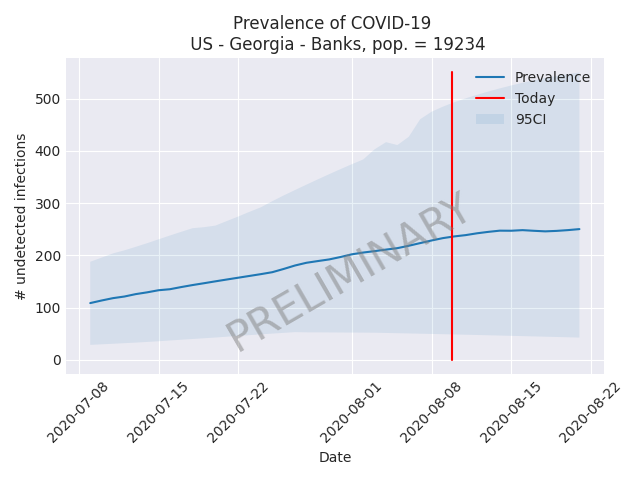 Prevalence of COVID-19
US - Georgia - Banks, pop. = 19234
Prevalence
Today
95CI
# undetected infections
500
400
300
200
100
0
PRELIMINARY
2020-07-08
2020-07-15
2020-07-22
2020-08-01
2020-08-08
2020-08-15
2020-08-22
Date